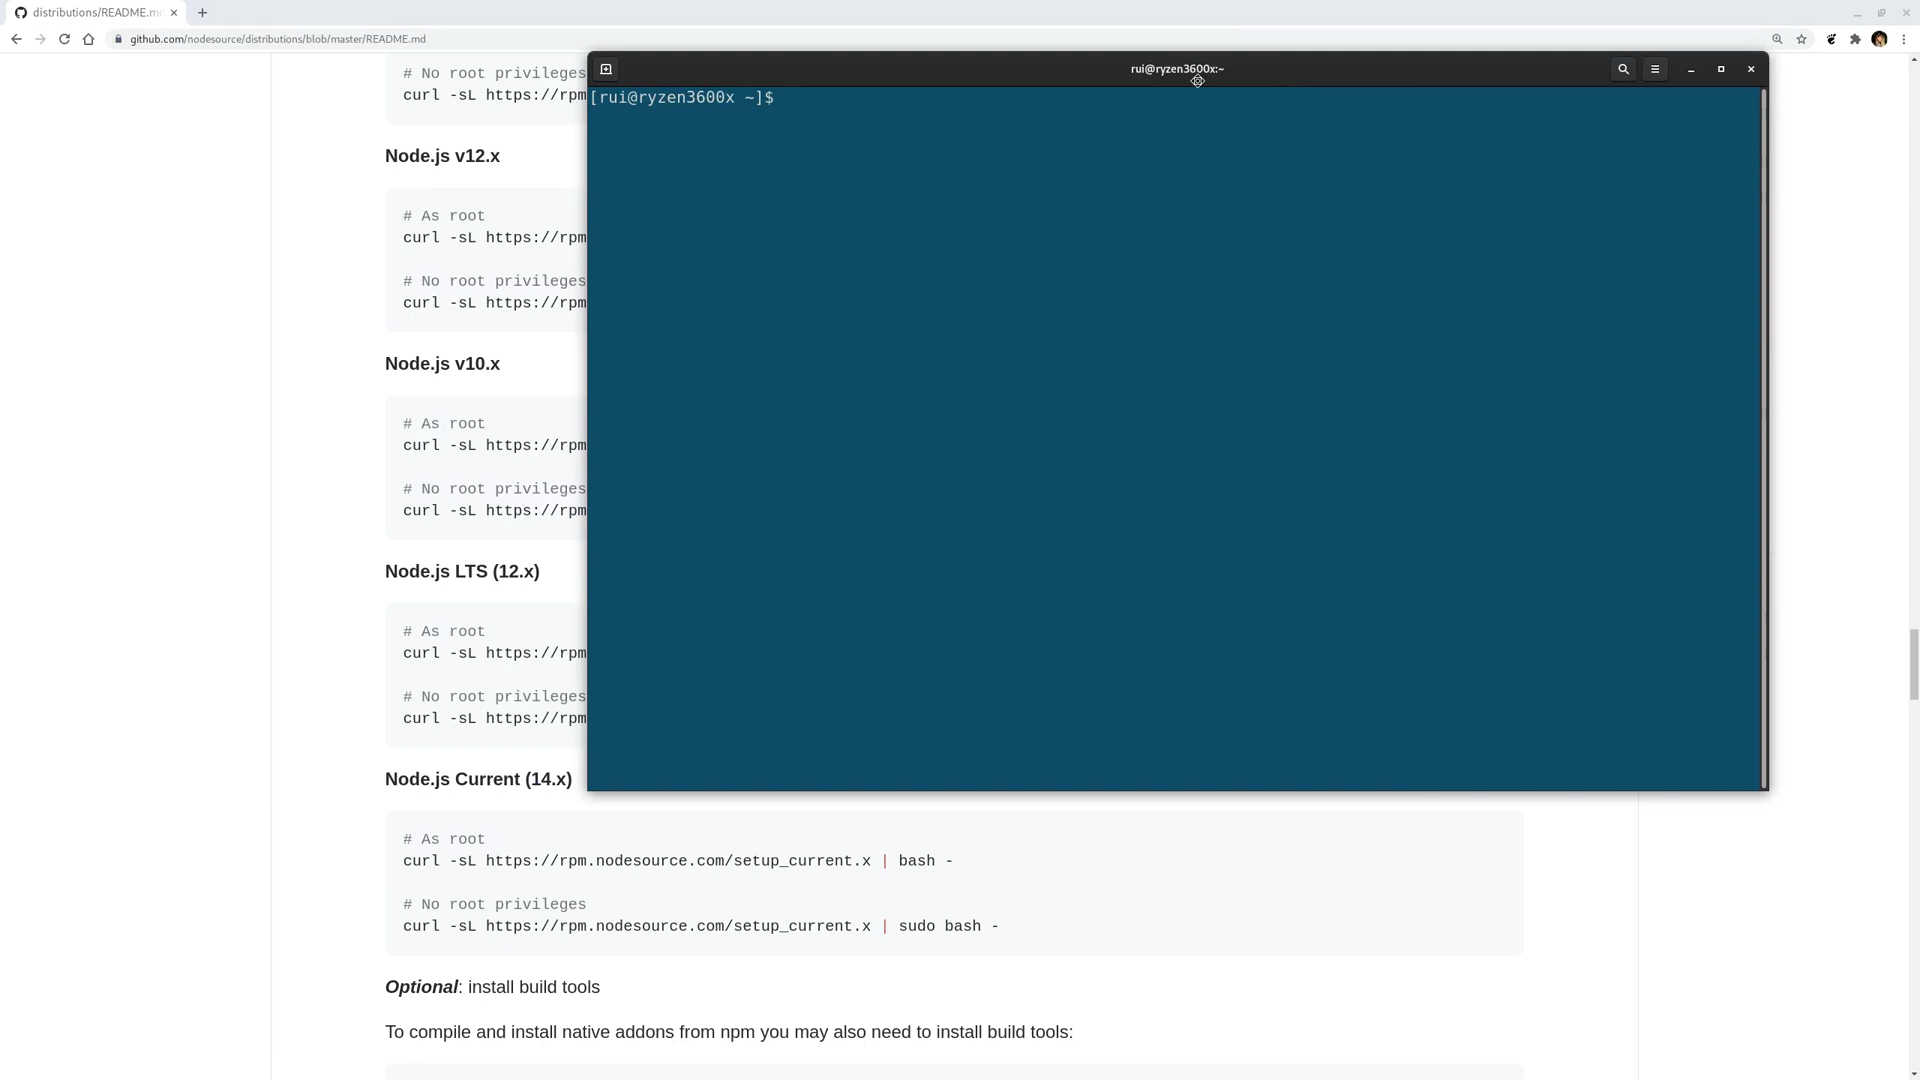 distributions/README.m
github.com/nodesource/distributions/blob/master/README.md
# No root privileges
curl -sL https://rpm
Node.js v12.x
# As root
curl -sL https://rpm
# No root privileges
curl -sL https://rpm
Node.js v10.x
# As root
curl -sL https://rpm
# No root privileges
curl -sL https://rpm
Node.js LTS (12.x)
# As root
curl -sL https://rpm
# No root privileges
curl -sL https://rpm
Node.js Current (14.x)
# As root
curl -sL https://rpm.nodesource.com/setup_current.x | bash -
# No root privileges
curl -sL https://rpm.nodesource.com/setup_current.x | sudo bash -
Optional: install build tools
To compile and install native addons from npm you may also need to install build tools:
rui@ryzen3600x:~
[rui@ryzen3600x ~]$